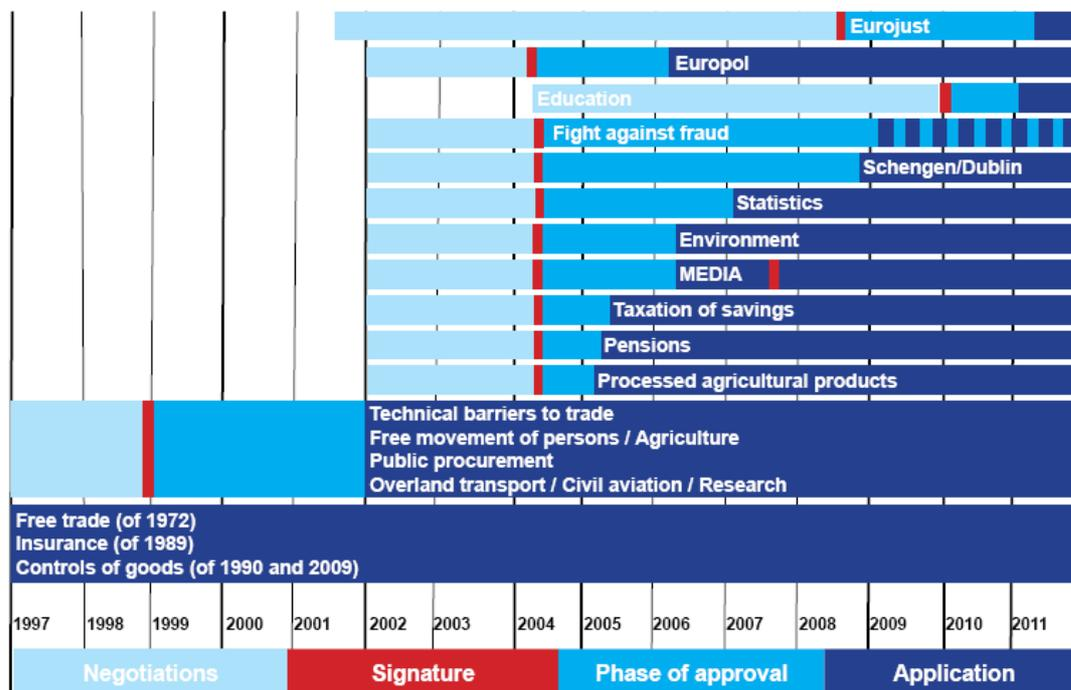 Eurojust
Europol
Education
Fight against fraud
Schengen/Dublin
Statistics
Environment
MEDIA
Taxation of savings
Pensions
Processed agricultural products
Technical barriers to trade
Free movement of persons / Agriculture
Public procurement
Overland transport / Civil aviation / Research
Free trade (of 1972)
Insurance (of 1989)
Controls of goods (of 1990 and 2009)
1997 1998 1999 2000 2001 2002 2003 2004 2005 2006 2007 2008 2009 2010 2011
Negotiations Signature Phase of approval Application